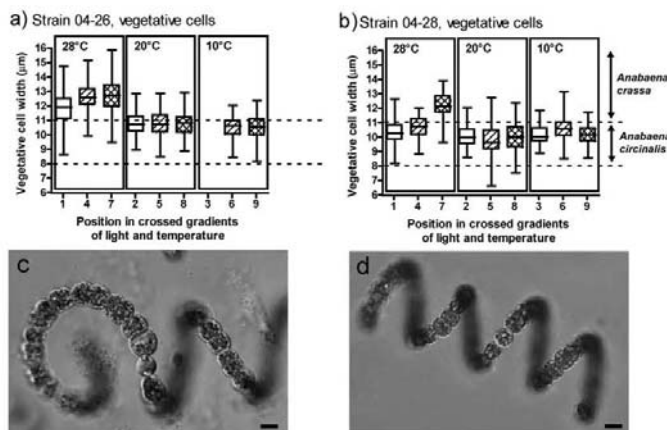 a) Strain 04-26, vegetative cells
Vegetative cell width (µm)
16
15
14
13
12
11
10
9
8
7
6
28°C
20°C
10°C
1 4 7 2 5 8 3 6 9
Position in crossed gradients
of light and temperature
b) Strain 04-28, vegetative cells
Vegetative cell width (µm)
16
15
14
13
12
11
10
9
8
7
6
28°C
20°C
10°C
1 4 7 2 5 8 3 6 9
Position in crossed gradients
of light and temperature
Anabaena
crassa
Anabaena
circinalis
c
d